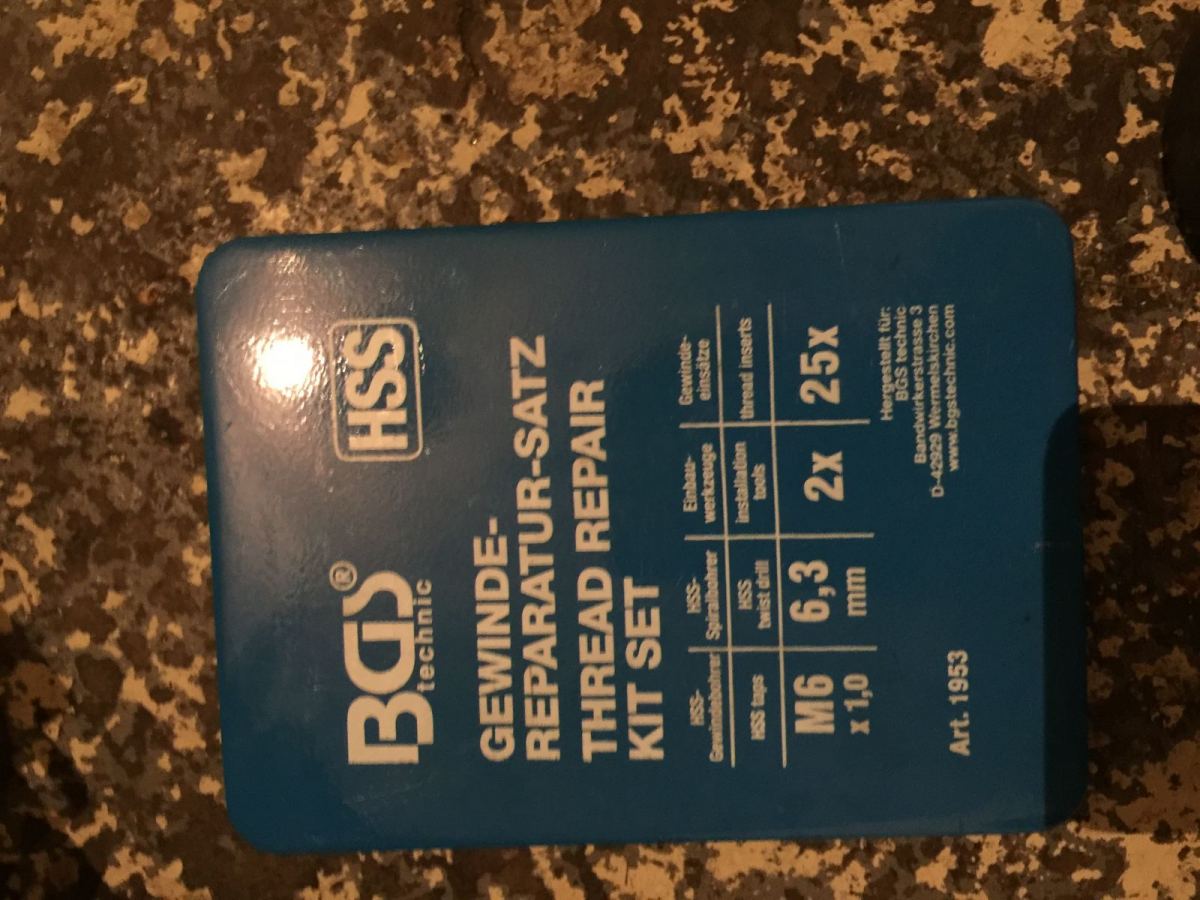 BGS®
technic
HSS
GEWINDE-
REPARATUR-SATZ
THREAD REPAIR
KIT SET
HSS-
Gewindebohrer
HSS-
Spiralbohrer
Einbau-
werkzeuge
Gewinde-
einsätze
HSS taps
HSS
twist drill
installation
tools
thread inserts
M6
x 1,0
6,3
mm
2x
25x
Hergestellt für:
BGS technic
Bandwirkerstrasse 3
D-42929 Wermelskirchen
www.bgstechnic.com
Art. 1953